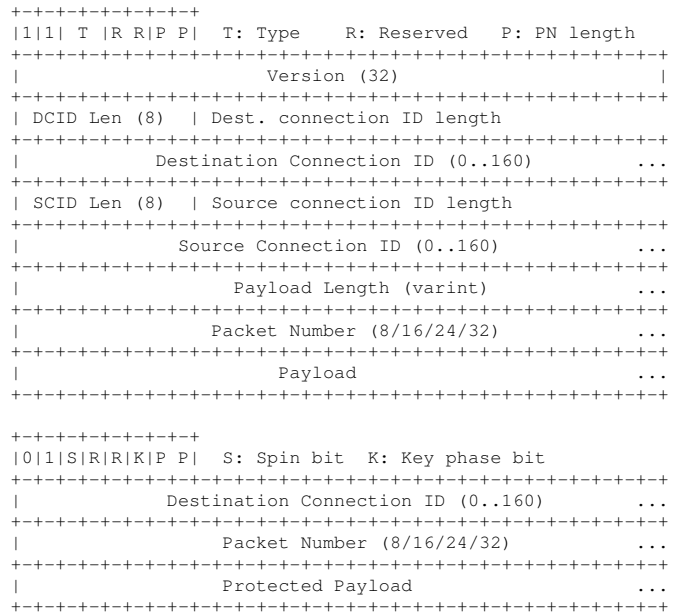 +-+-+-+-+-+-+-+-+
|1|1| T |R R|P P|  T: Type    R: Reserved   P: PN length
+-+-+-+-+-+-+-+-+-+-+-+-+-+-+-+-+-+-+-+-+-+-+-+-+-+-+-+-+-+-+
|                      Version (32)                        |
+-+-+-+-+-+-+-+-+-+-+-+-+-+-+-+-+-+-+-+-+-+-+-+-+-+-+-+-+-+-+
| DCID Len (8)  | Dest. connection ID length
+-+-+-+-+-+-+-+-+-+-+-+-+-+-+-+-+-+-+-+-+-+-+-+-+-+-+-+-+-+-+
|            Destination Connection ID (0..160)         ...
+-+-+-+-+-+-+-+-+-+-+-+-+-+-+-+-+-+-+-+-+-+-+-+-+-+-+-+-+-+-+
| SCID Len (8)  | Source connection ID length
+-+-+-+-+-+-+-+-+-+-+-+-+-+-+-+-+-+-+-+-+-+-+-+-+-+-+-+-+-+-+
|              Source Connection ID (0..160)            ...
+-+-+-+-+-+-+-+-+-+-+-+-+-+-+-+-+-+-+-+-+-+-+-+-+-+-+-+-+-+-+
|                   Payload Length (varint)             ...
+-+-+-+-+-+-+-+-+-+-+-+-+-+-+-+-+-+-+-+-+-+-+-+-+-+-+-+-+-+-+
|                 Packet Number (8/16/24/32)            ...
+-+-+-+-+-+-+-+-+-+-+-+-+-+-+-+-+-+-+-+-+-+-+-+-+-+-+-+-+-+-+
|                       Payload                         ...
+-+-+-+-+-+-+-+-+-+-+-+-+-+-+-+-+-+-+-+-+-+-+-+-+-+-+-+-+-+-+

+-+-+-+-+-+-+-+-+
|0|1|S|R|R|K|P P|  S: Spin bit  K: Key phase bit
+-+-+-+-+-+-+-+-+-+-+-+-+-+-+-+-+-+-+-+-+-+-+-+-+-+-+-+-+-+-+
|             Destination Connection ID (0..160)        ...
+-+-+-+-+-+-+-+-+-+-+-+-+-+-+-+-+-+-+-+-+-+-+-+-+-+-+-+-+-+-+
|                  Packet Number (8/16/24/32)           ...
+-+-+-+-+-+-+-+-+-+-+-+-+-+-+-+-+-+-+-+-+-+-+-+-+-+-+-+-+-+-+
|                  Protected Payload                    ...
+-+-+-+-+-+-+-+-+-+-+-+-+-+-+-+-+-+-+-+-+-+-+-+-+-+-+-+-+-+-+